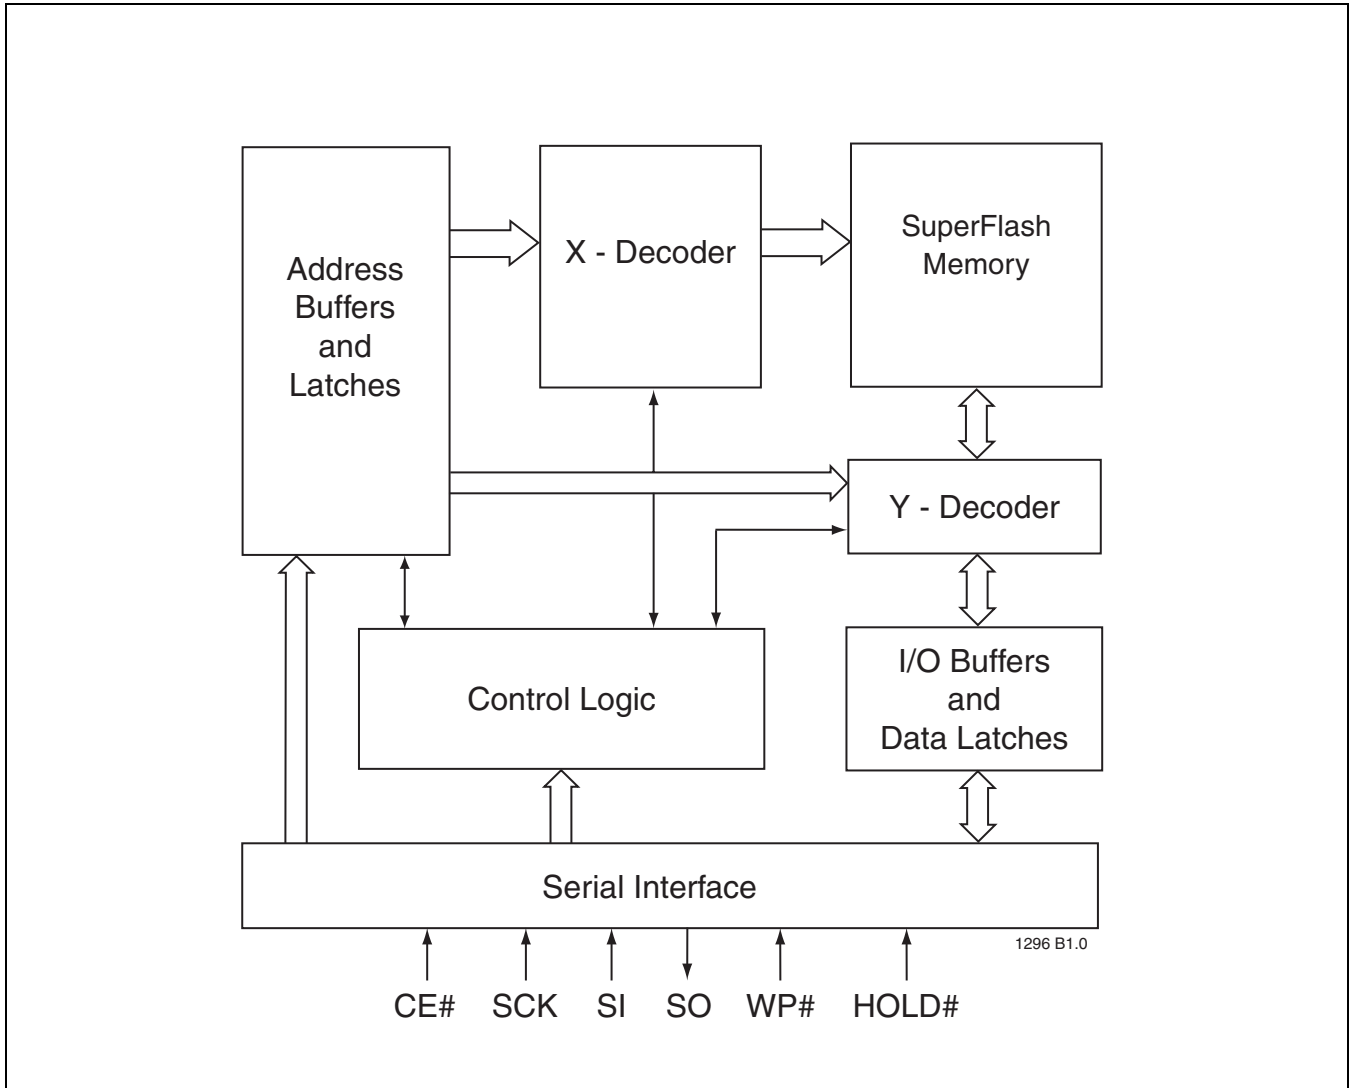 Address
Buffers
and
Latches
X - Decoder
SuperFlash
Memory
Y - Decoder
Control Logic
I/O Buffers
and
Data Latches
Serial Interface
1296 B1.0
CE# SCK SI SO WP# HOLD#